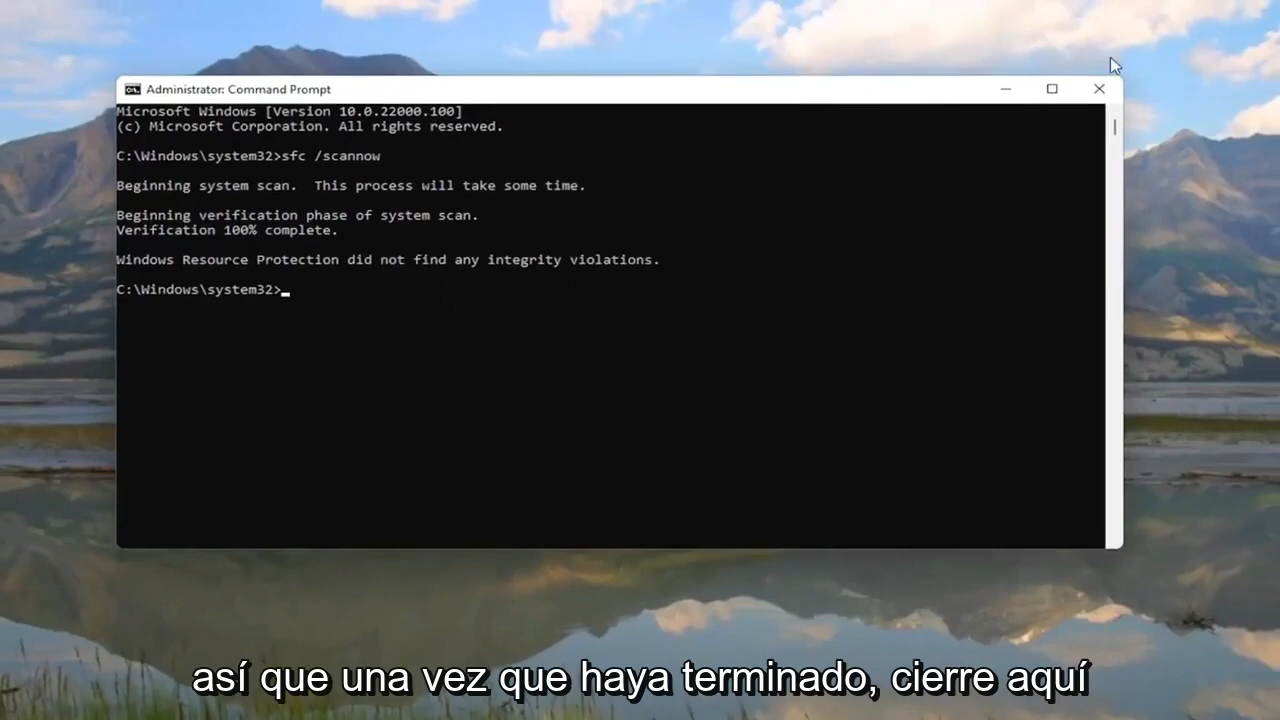 Administrator: Command Prompt
Microsoft Windows [Version 10.0.22000.100]
(c) Microsoft Corporation. All rights reserved.
C:\Windows\system32>sfc /scannow
Beginning system scan.  This process will take some time.
Beginning verification phase of system scan.
Verification 100% complete.
Windows Resource Protection did not find any integrity violations.
C:\Windows\system32>
así que una vez que haya terminado, cierre aquí